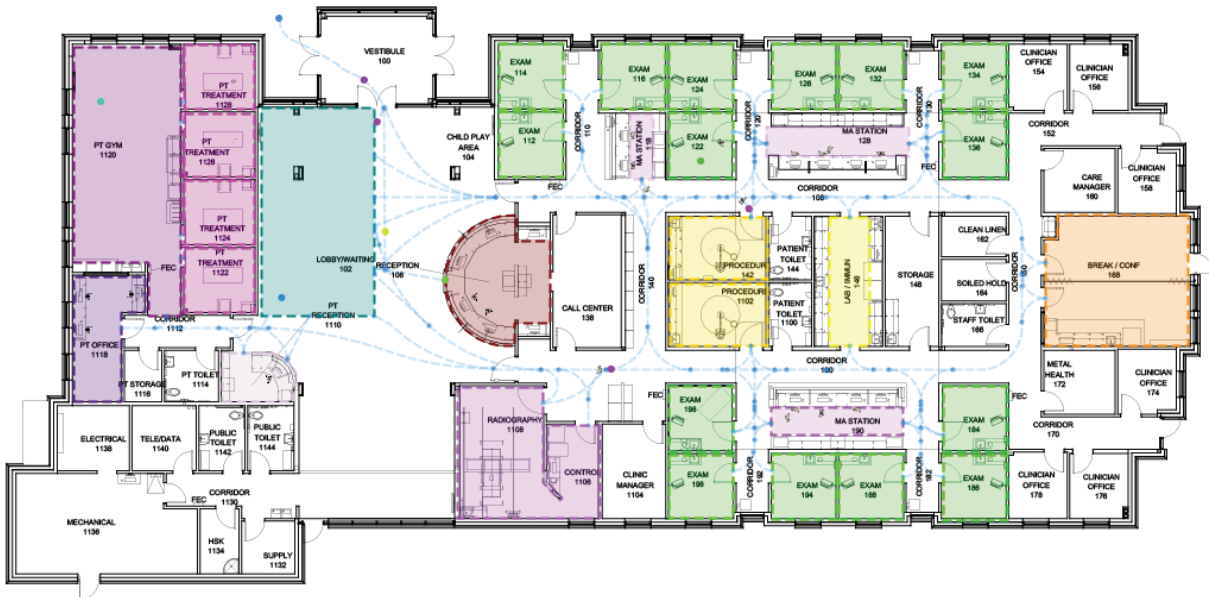 VESTIBULE
100
EXAM
114
EXAM
116
EXAM
124
EXAM
126
EXAM
132
EXAM
134
CLINICIAN
OFFICE
154
CLINICIAN
OFFICE
156
PT
TREATMENT
1128
PT GYM
1120
PT
TREATMENT
1126
CHILD PLAY
AREA
104
EXAM
112
CORRIDOR
110
MA STATION
118
EXAM
122
CORRIDOR
120
MA STATION
128
CORRIDOR
130
EXAM
136
CORRIDOR
152
FEC
FEC
CARE
MANAGER
160
CLINICIAN
OFFICE
158
CORRIDOR
108
PT
TREATMENT
1124
PT
TREATMENT
1122
FEC
LOBBY/WAITING
102
RECEPTION
106
CALL CENTER
138
CORRIDOR
140
PROCEDURE
142
PROCEDURE
1102
PATIENT
TOILET
144
PATIENT
TOILET
1100
LAB / IMMUN
146
STORAGE
148
CLEAN LINEN
162
SOILED HOLD
164
STAFF TOILET
166
CORRIDOR
BREAK / CONF
168
PT
RECEPTION
1110
CORRIDOR
1112
PT OFFICE
1118
PT STORAGE
1116
PT TOILET
1114
CORRIDOR
180
METAL
HEALTH
172
CLINICIAN
OFFICE
174
FEC
FEC
RADIOGRAPHY
1108
EXAM
198
MA STATION
190
EXAM
184
CORRIDOR
170
ELECTRICAL
1138
TELE/DATA
1140
PUBLIC
TOILET
1142
PUBLIC
TOILET
1144
CONTROL
1106
CLINIC
MANAGER
1104
EXAM
196
CORRIDOR
192
EXAM
194
EXAM
188
CORRIDOR
182
EXAM
186
CLINICIAN
OFFICE
178
CLINICIAN
OFFICE
176
FEC
CORRIDOR
1130
MECHANICAL
1136
HSK
1134
SUPPLY
1132